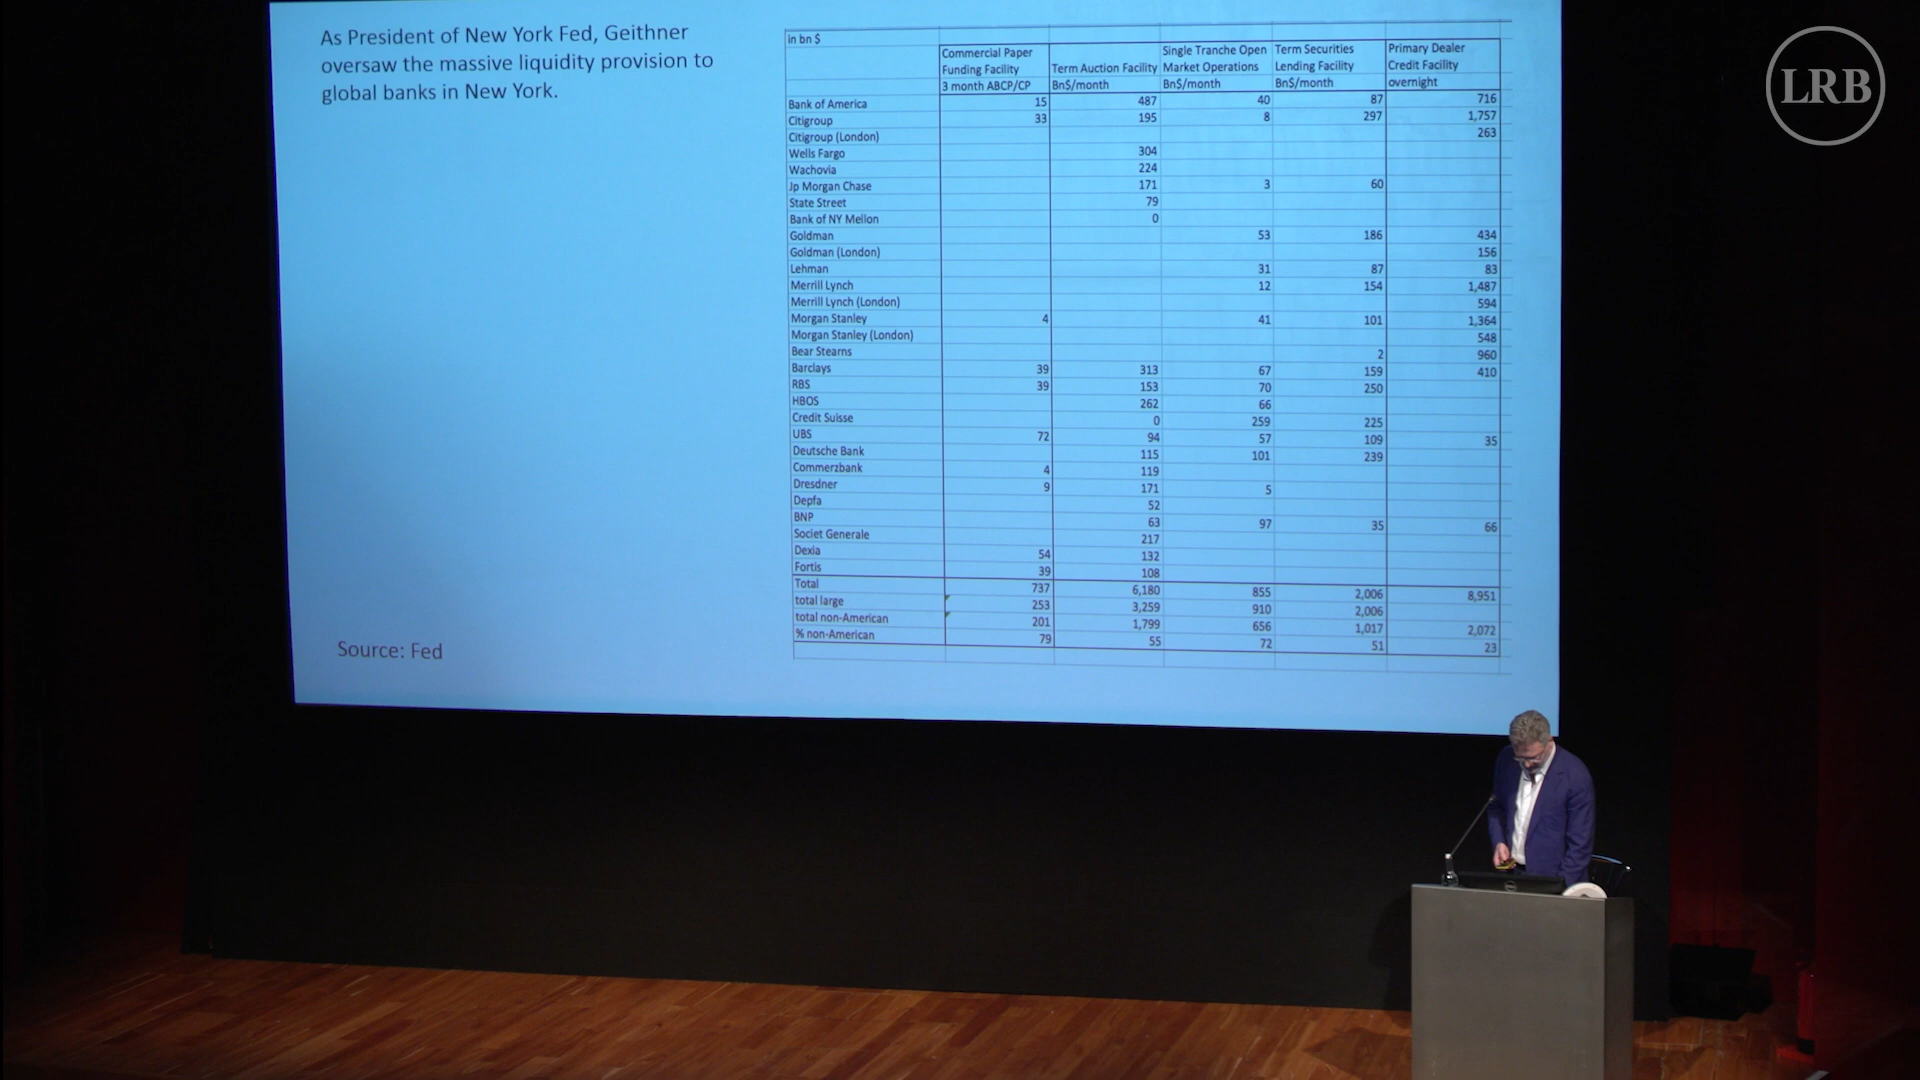 As President of New York Fed, Geithner
oversaw the massive liquidity provision to
global banks in New York.
Source: Fed
in bn $
Commercial Paper Funding Facility | Term Auction Facility | Single Tranche Open Market Operations | Term Securities Lending Facility | Primary Dealer Credit Facility
3 month ABCP/CP | Bn$/month | Bn$/month | Bn$/month | overnight
Bank of America 15 487 40 87 716
Citigroup 33 195 8 297 1,757
Citigroup (London) 263
Wells Fargo 304
Wachovia 224
Jp Morgan Chase 171 3 60
State Street 79
Bank of NY Mellon 0
Goldman 53 186 434
Goldman (London) 156
Lehman 31 87 83
Merrill Lynch 12 154 1,487
Merrill Lynch (London) 594
Morgan Stanley 4 41 101 1,364
Morgan Stanley (London) 548
Bear Stearns 2 960
Barclays 39 313 67 159 410
RBS 39 153 70 250
HBOS 262 66
Credit Suisse 0 259 225
UBS 72 94 57 109 35
Deutsche Bank 115 101 239
Commerzbank 4 119
Dresdner 9 171 5
Depfa 52
BNP 63 97 35 66
Societ Generale 217
Dexia 54 132
Fortis 39 108
Total 737 6,180 855 2,006 8,951
total large 253 3,259 910 2,006
total non-American 201 1,799 656 1,017 2,072
% non-American 79 55 72 51 23
LRB